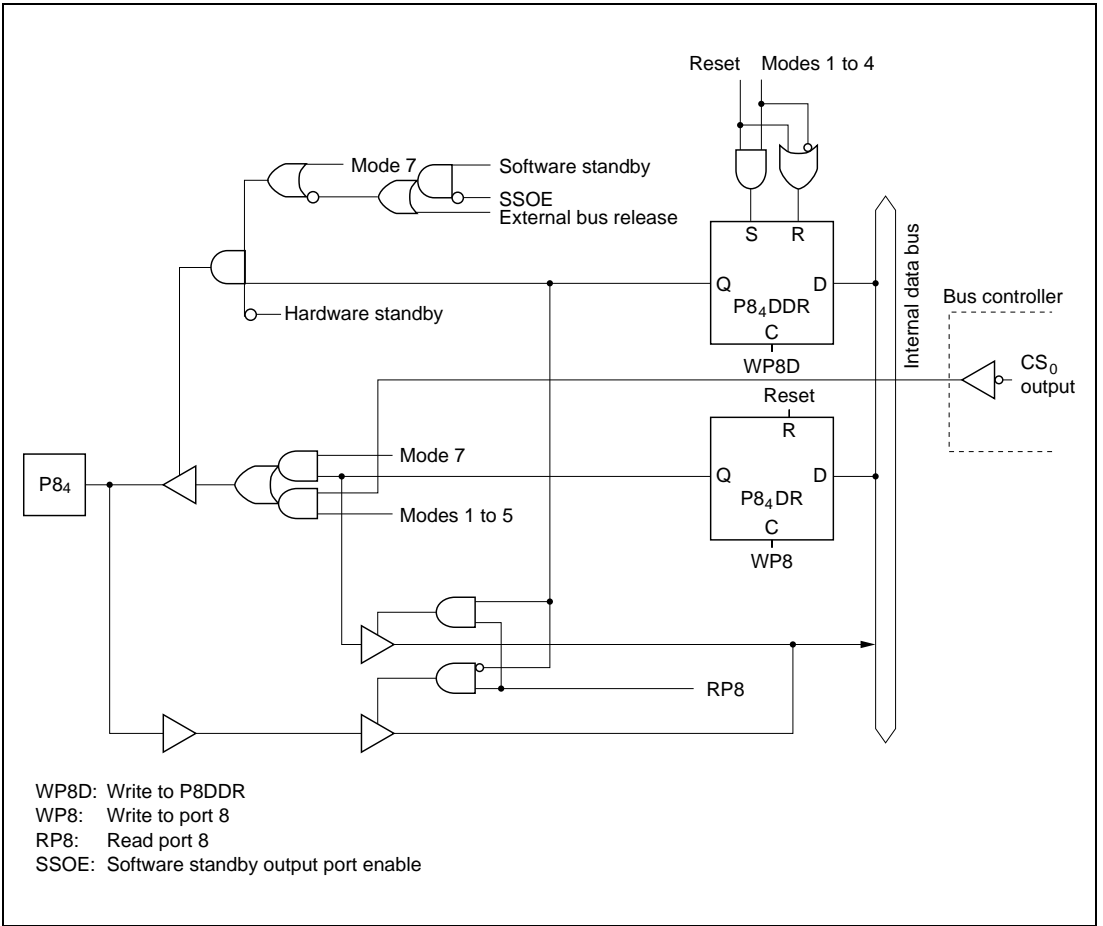 Reset Modes 1 to 4
Mode 7
Software standby
SSOE
External bus release
S R
Q D
P8₄DDR
C
WP8D
Hardware standby
Internal data bus
Bus controller
CS₀
output
Reset
R
Mode 7
Q D
P8₄DR
C
WP8
P8₄
Modes 1 to 5
RP8
WP8D: Write to P8DDR
WP8: Write to port 8
RP8: Read port 8
SSOE: Software standby output port enable